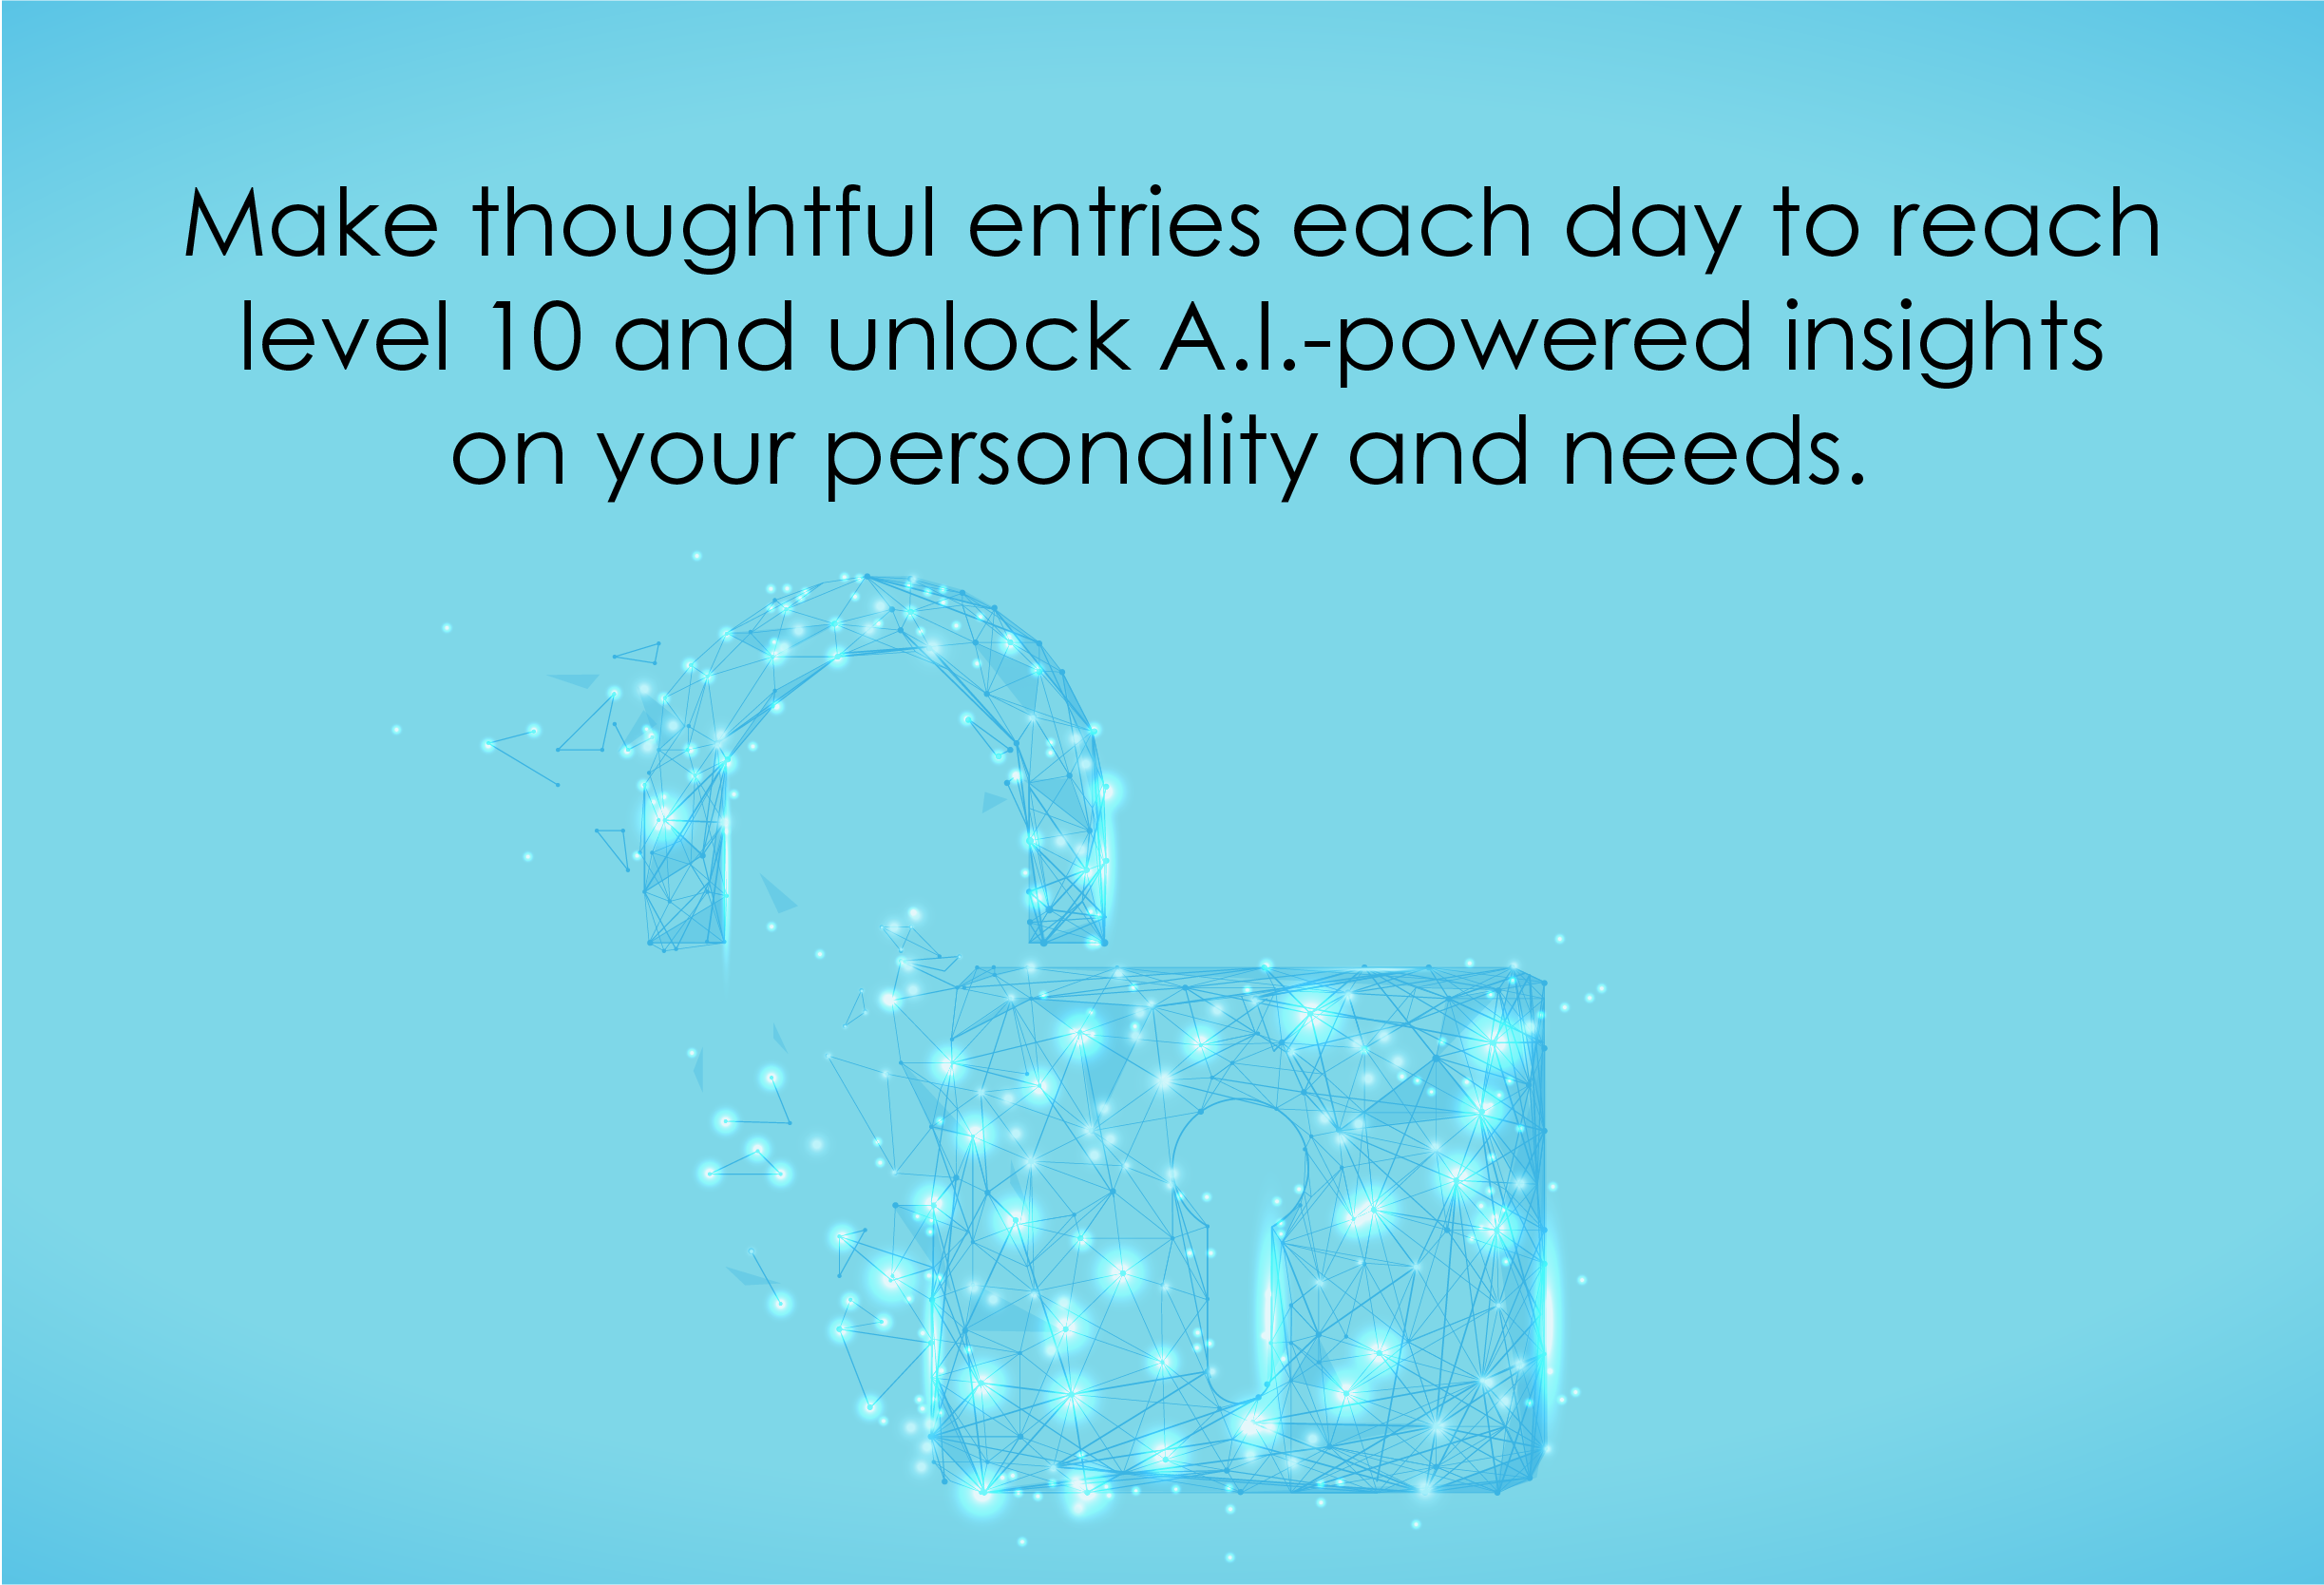 Make thoughtful entries each day to reach
level 10 and unlock A.I.-powered insights
on your personality and needs.